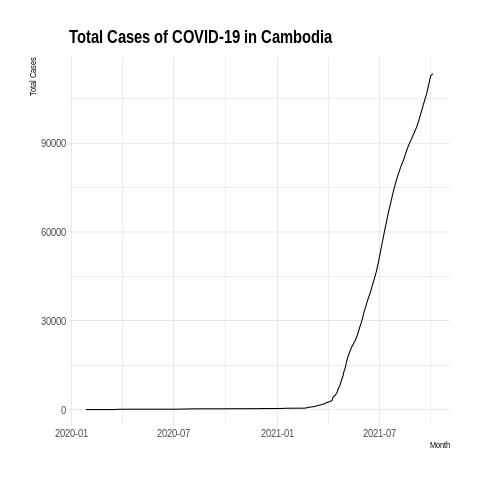 Total Cases of COVID-19 in Cambodia
Total Cases
90000
60000
30000
0
2020-01 2020-07 2021-01 2021-07
Month